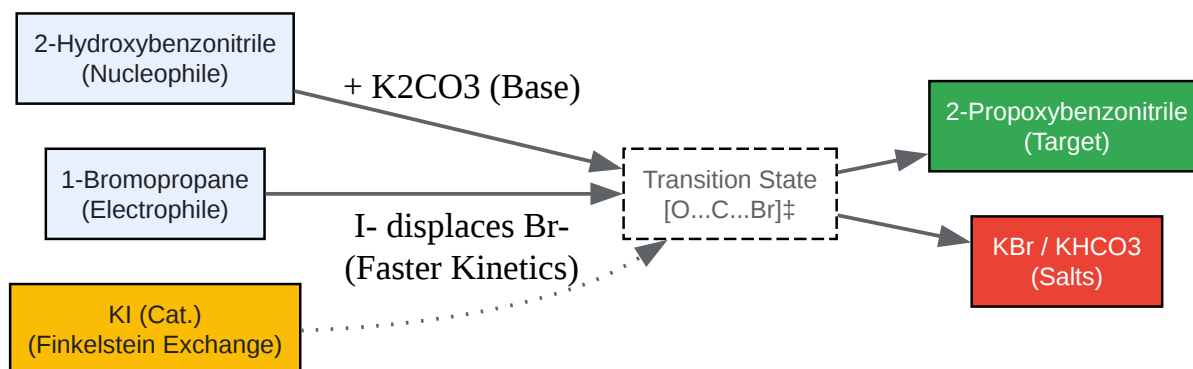 2-Hydroxybenzonitrile
(Nucleophile)
+ K2CO3 (Base)
1-Bromopropane
(Electrophile)
I- displaces Br-
(Faster Kinetics)
KI (Cat.)
(Finkelstein Exchange)
Transition State
[O...C...Br]‡
2-Propoxybenzonitrile
(Target)
KBr / KHCO3
(Salts)